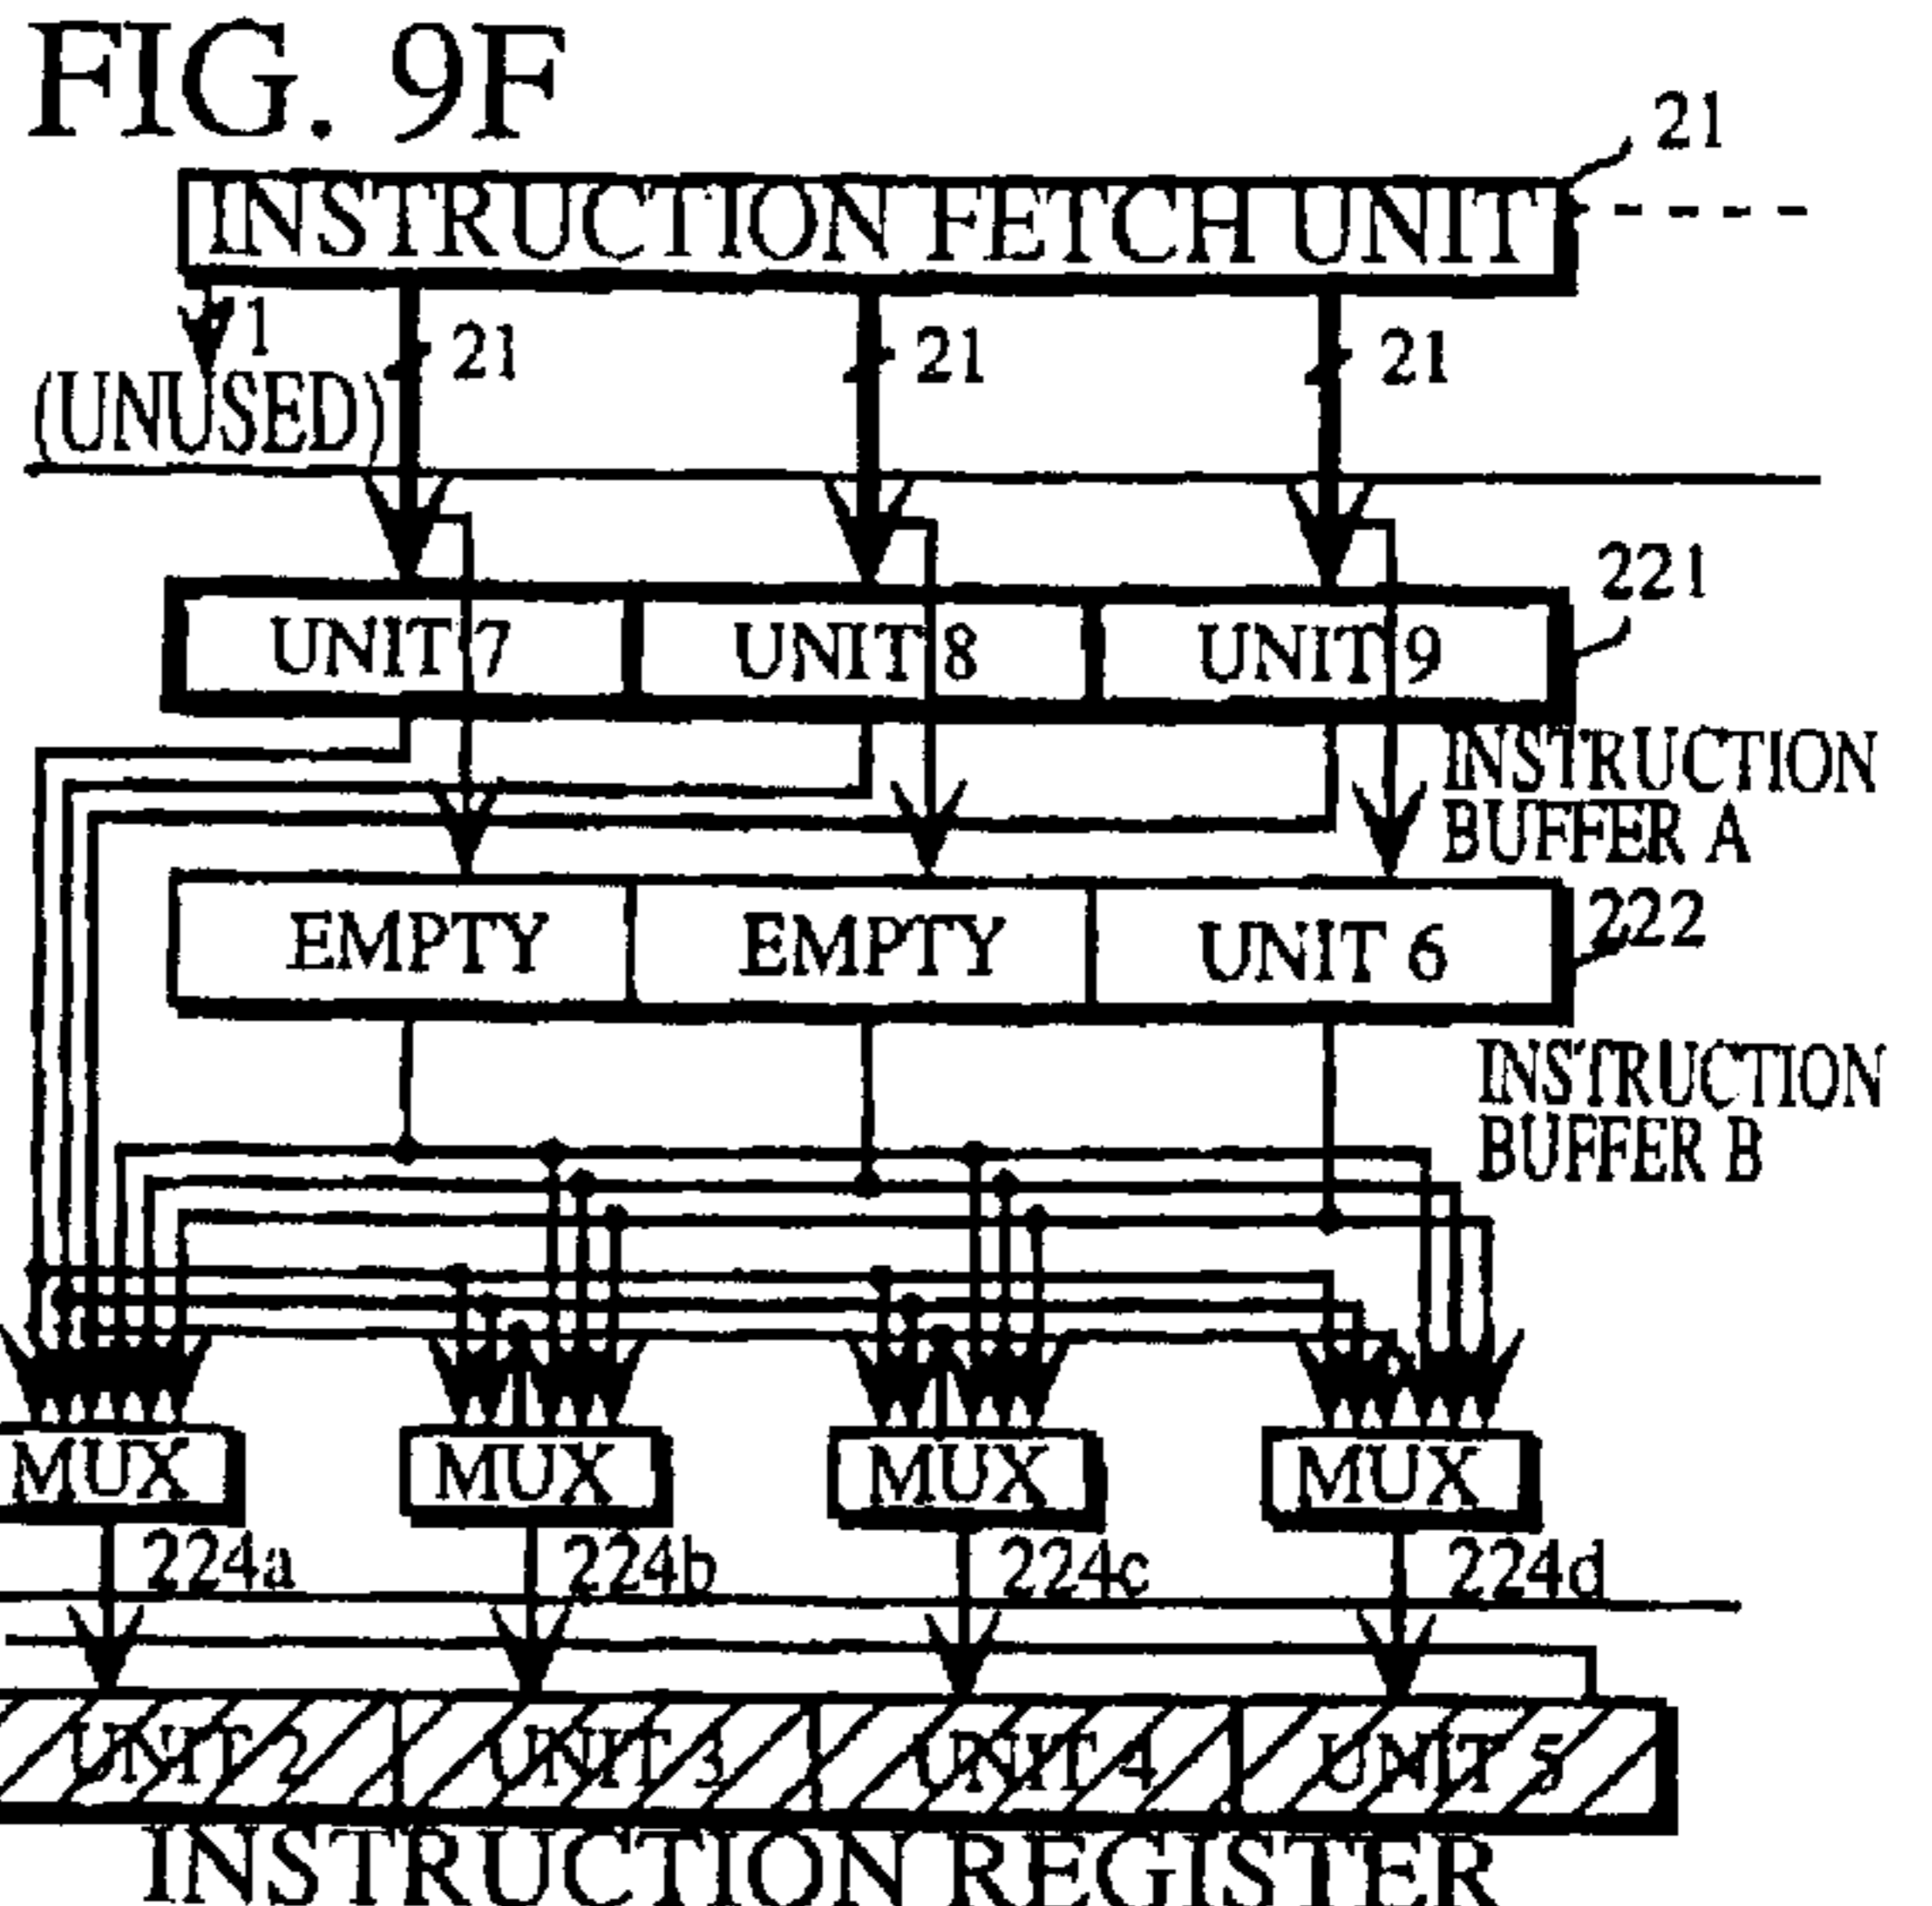 FIG. 9F
21
INSTRUCTION FETCH UNIT
1
21 21 21
(UNUSED)
221
UNIT 7 UNIT 8 UNIT 9
INSTRUCTION
BUFFER A
222
EMPTY EMPTY UNIT 6
INSTRUCTION
BUFFER B
MUX MUX MUX MUX
224a 224b 224c 224d
UNIT 2 UNIT 3 UNIT 4 UNIT 5
INSTRUCTION REGISTER